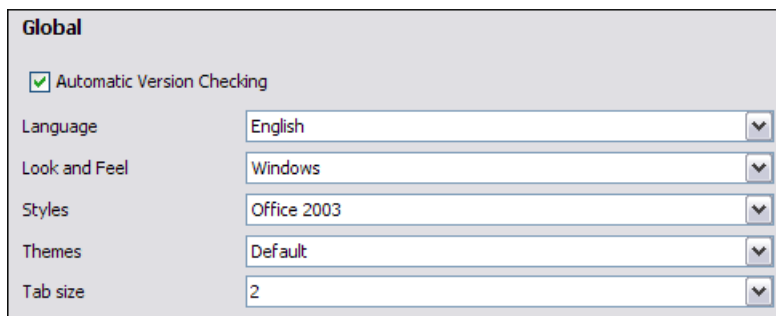 Global
Automatic Version Checking
Language English
Look and Feel Windows
Styles Office 2003
Themes Default
Tab size 2